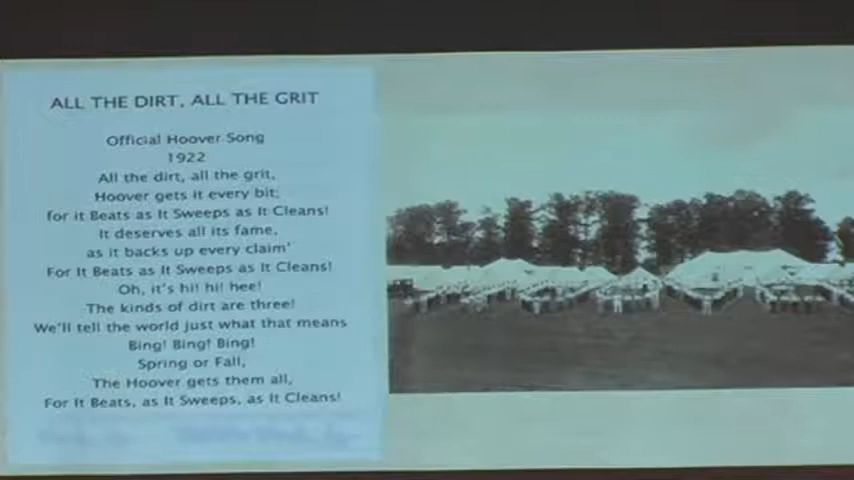 ALL THE DIRT, ALL THE GRIT
Official Hoover Song
1922
All the dirt, all the grit,
Hoover gets it every bit;
for it Beats as It Sweeps as It Cleans!
It deserves all its fame,
as it backs up every claim'
For It Beats as It Sweeps as It Cleans!
Oh, it's hi! hi! hee!
The kinds of dirt are three!
We'll tell the world just what that means
Bing! Bing! Bing!
Spring or Fall,
The Hoover gets them all,
For It Beats, as It Sweeps, as It Cleans!